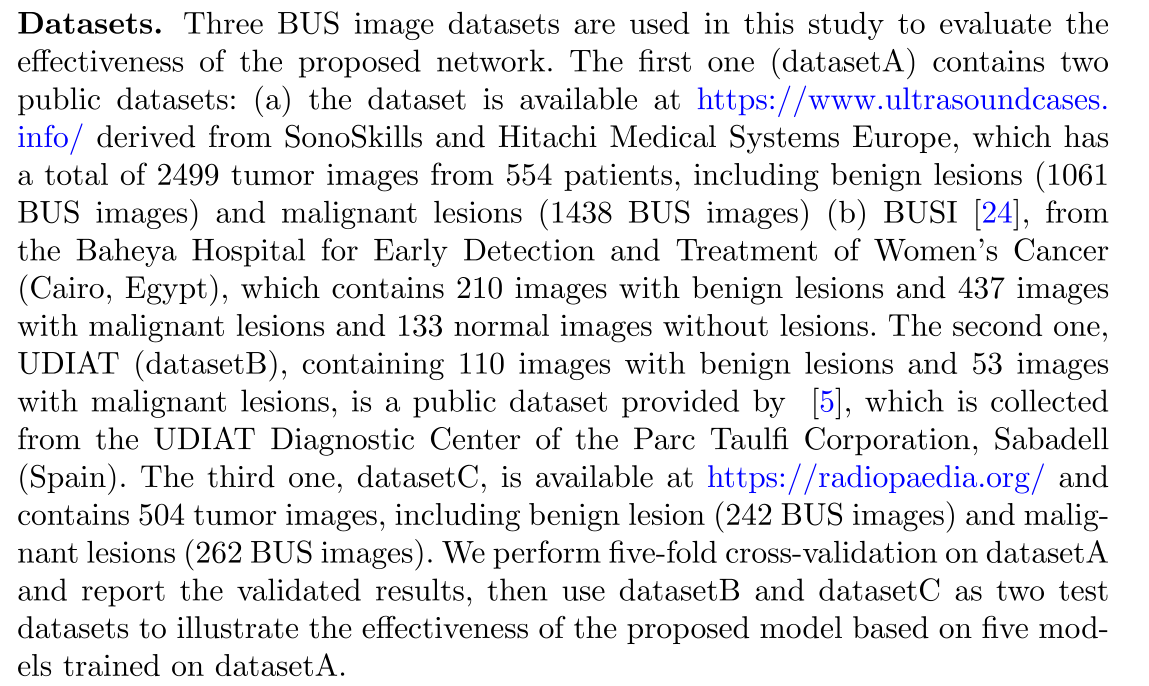 Datasets. Three BUS image datasets are used in this study to evaluate the
effectiveness of the proposed network. The first one (datasetA) contains two
public datasets: (a) the dataset is available at https://www.ultrasoundcases.
info/ derived from SonoSkills and Hitachi Medical Systems Europe, which has
a total of 2499 tumor images from 554 patients, including benign lesions (1061
BUS images) and malignant lesions (1438 BUS images) (b) BUSI [24], from
the Baheya Hospital for Early Detection and Treatment of Women's Cancer
(Cairo, Egypt), which contains 210 images with benign lesions and 437 images
with malignant lesions and 133 normal images without lesions. The second one,
UDIAT (datasetB), containing 110 images with benign lesions and 53 images
with malignant lesions, is a public dataset provided by [5], which is collected
from the UDIAT Diagnostic Center of the Parc Taulfi Corporation, Sabadell
(Spain). The third one, datasetC, is available at https://radiopaedia.org/ and
contains 504 tumor images, including benign lesion (242 BUS images) and malig-
nant lesions (262 BUS images). We perform five-fold cross-validation on datasetA
and report the validated results, then use datasetB and datasetC as two test
datasets to illustrate the effectiveness of the proposed model based on five mod-
els trained on datasetA.